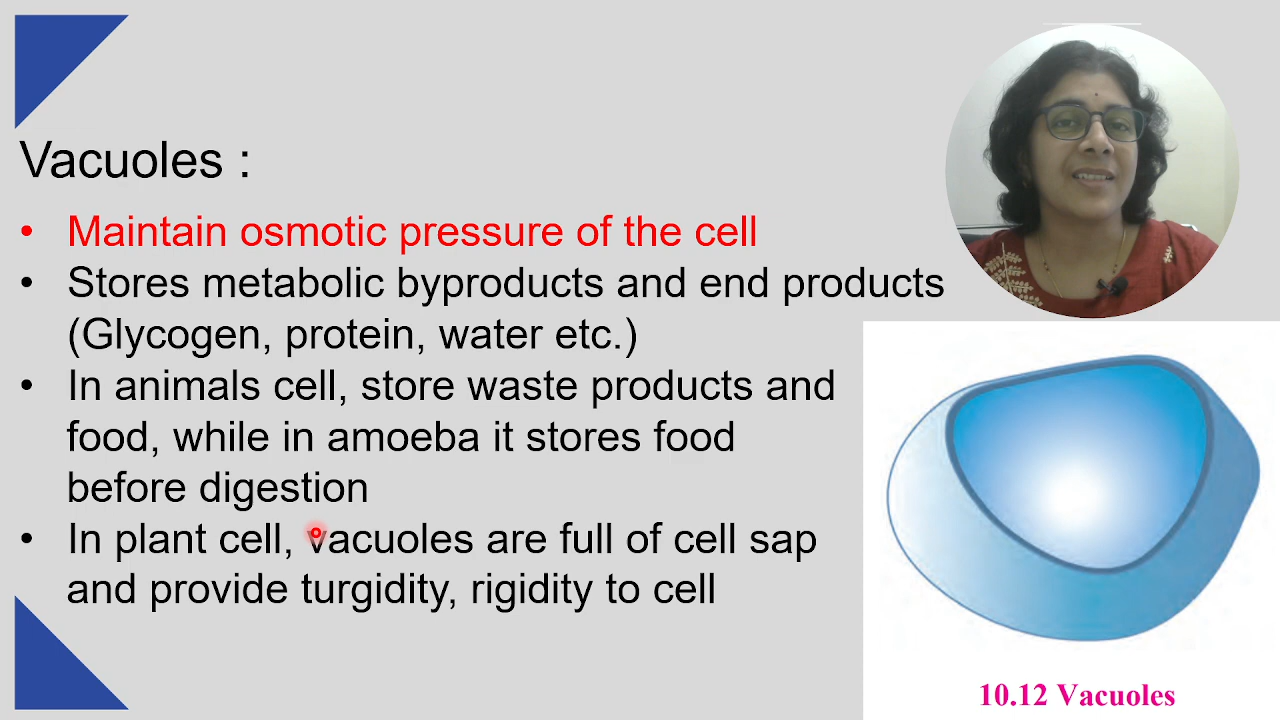 Vacuoles :
• Maintain osmotic pressure of the cell
• Stores metabolic byproducts and end products
(Glycogen, protein, water etc.)
• In animals cell, store waste products and
food, while in amoeba it stores food
before digestion
• In plant cell, vacuoles are full of cell sap
and provide turgidity, rigidity to cell
10.12 Vacuoles